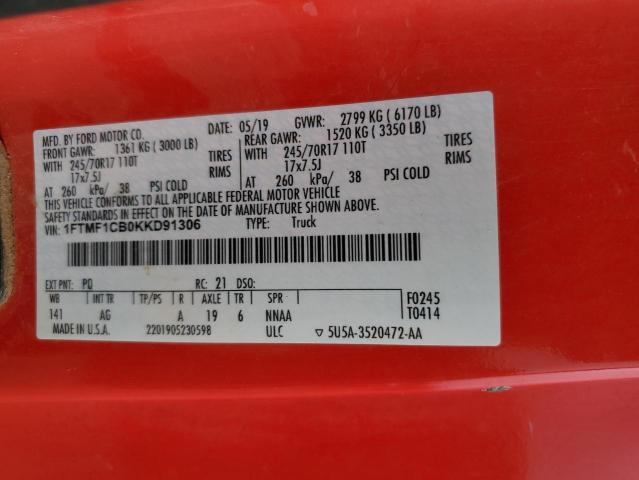 MFD. BY FORD MOTOR CO.
DATE: 05/19 GVWR: 2799 KG ( 6170 LB)
FRONT GAWR: 1361 KG ( 3000 LB)
REAR GAWR: 1520 KG ( 3350 LB)
WITH 245/70R17 110T TIRES
WITH 245/70R17 110T TIRES
17x7.5J RIMS
17x7.5J RIMS
AT 260 kPa/ 38 PSI COLD
AT 260 kPa/ 38 PSI COLD
THIS VEHICLE CONFORMS TO ALL APPLICABLE FEDERAL MOTOR VEHICLE
SAFETY STANDARDS IN EFFECT ON THE DATE OF MANUFACTURE SHOWN ABOVE.
VIN: 1FTMF1CB0KKD91306 TYPE: Truck
EXT PNT: PQ RC: 21 DSO:
WB INT TR TP/PS R AXLE TR SPR
141 AG A 19 6 NNAA
F0245
T0414
MADE IN U.S.A. 2201905230598 ULC ▽ 5U5A-3520472-AA